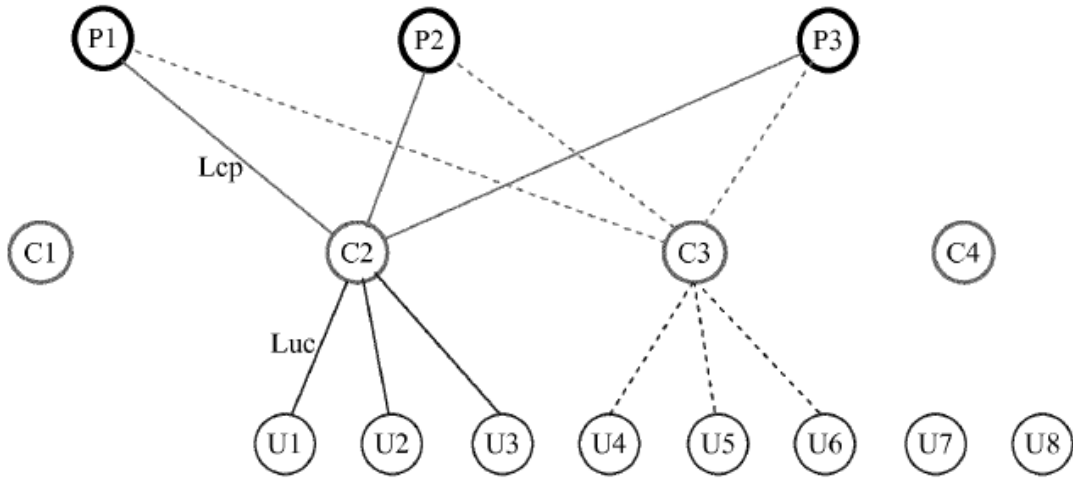 P1 P2 P3
Lcp
C1 C2 C3 C4
Luc
U1 U2 U3 U4 U5 U6 U7 U8